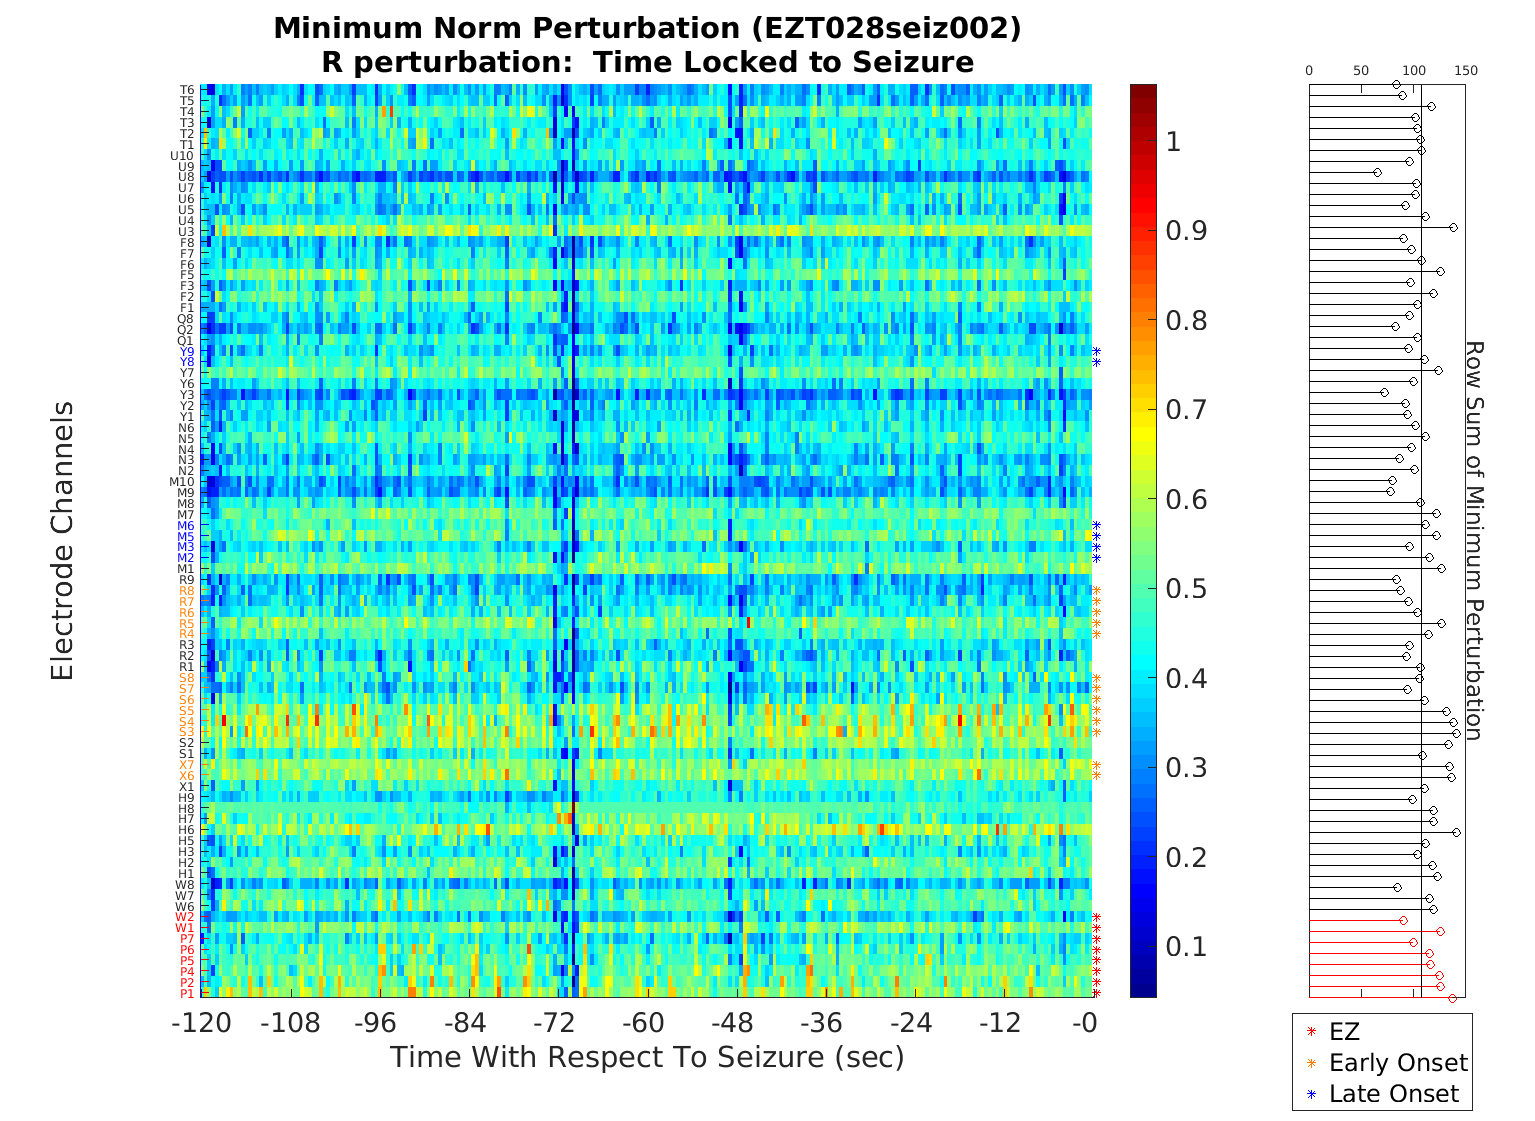 Minimum Norm Perturbation (EZT028seiz002)
R perturbation:  Time Locked to Seizure
0 50 100 150
T6
T5
T4
T3
T2
T1
U10
U9
U8
U7
U6
U5
U4
U3
F8
F7
F6
F5
F3
F2
F1
Q8
Q2
Q1
Y9
Y8
Y7
Y6
Y3
Y2
Y1
N6
N5
N4
N3
N2
M10
M9
M8
M7
M6
M5
M3
M2
M1
R9
R8
R7
R6
R5
R4
R3
R2
R1
S8
S7
S6
S5
S4
S3
S2
S1
X7
X6
X1
H9
H8
H7
H6
H5
H3
H2
H1
W8
W7
W6
W2
W1
P7
P6
P5
P4
P2
P1
Electrode Channels
-120 -108 -96 -84 -72 -60 -48 -36 -24 -12 -0
Time With Respect To Seizure (sec)
1
0.9
0.8
0.7
0.6
0.5
0.4
0.3
0.2
0.1
Row Sum of Minimum Perturbation
EZ
Early Onset
Late Onset